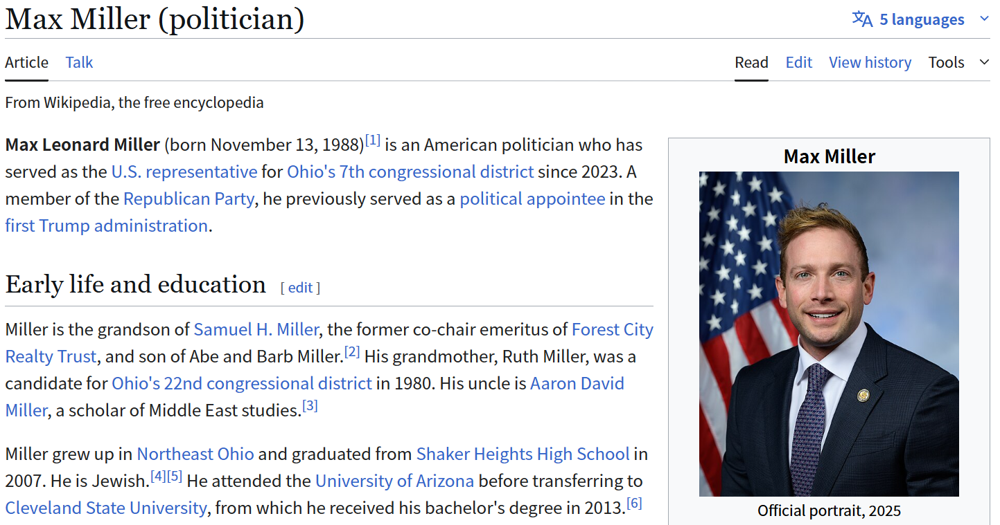 Max Miller (politician)
5 languages
Article Talk
Read Edit View history Tools
From Wikipedia, the free encyclopedia
Max Leonard Miller (born November 13, 1988)[1] is an American politician who has
served as the U.S. representative for Ohio's 7th congressional district since 2023. A
member of the Republican Party, he previously served as a political appointee in the
first Trump administration.
Early life and education [ edit ]
Miller is the grandson of Samuel H. Miller, the former co-chair emeritus of Forest City
Realty Trust, and son of Abe and Barb Miller.[2] His grandmother, Ruth Miller, was a
candidate for Ohio's 22nd congressional district in 1980. His uncle is Aaron David
Miller, a scholar of Middle East studies.[3]
Miller grew up in Northeast Ohio and graduated from Shaker Heights High School in
2007. He is Jewish.[4][5] He attended the University of Arizona before transferring to
Cleveland State University, from which he received his bachelor's degree in 2013.[6]
Max Miller
Official portrait, 2025